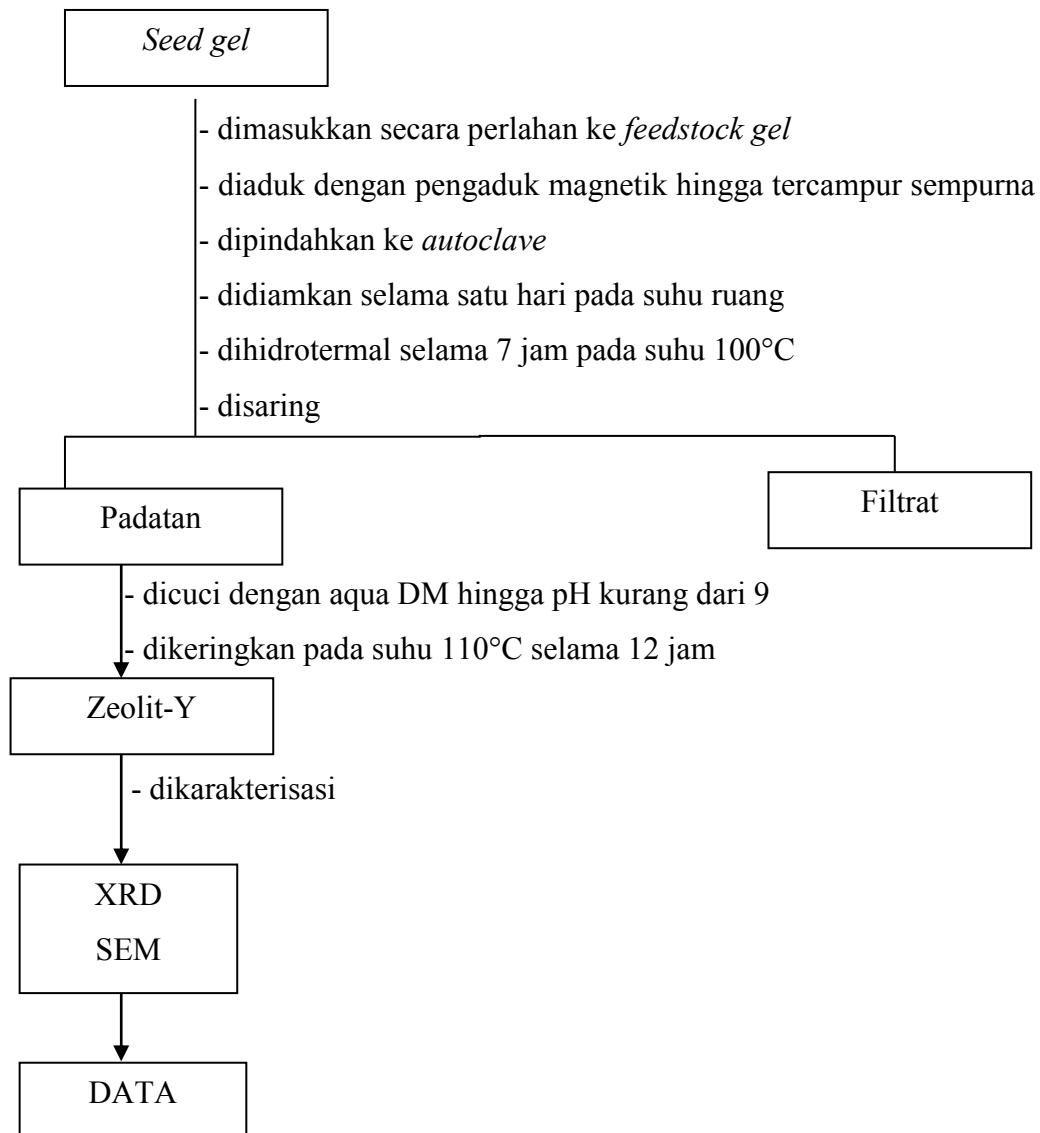 Seed gel
- dimasukkan secara perlahan ke feedstock gel
- diaduk dengan pengaduk magnetik hingga tercampur sempurna
- dipindahkan ke autoclave
- didiamkan selama satu hari pada suhu ruang
- dihidrotermal selama 7 jam pada suhu 100°C
- disaring
Padatan
Filtrat
- dicuci dengan aqua DM hingga pH kurang dari 9
- dikeringkan pada suhu 110°C selama 12 jam
Zeolit-Y
- dikarakterisasi
XRD
SEM
DATA